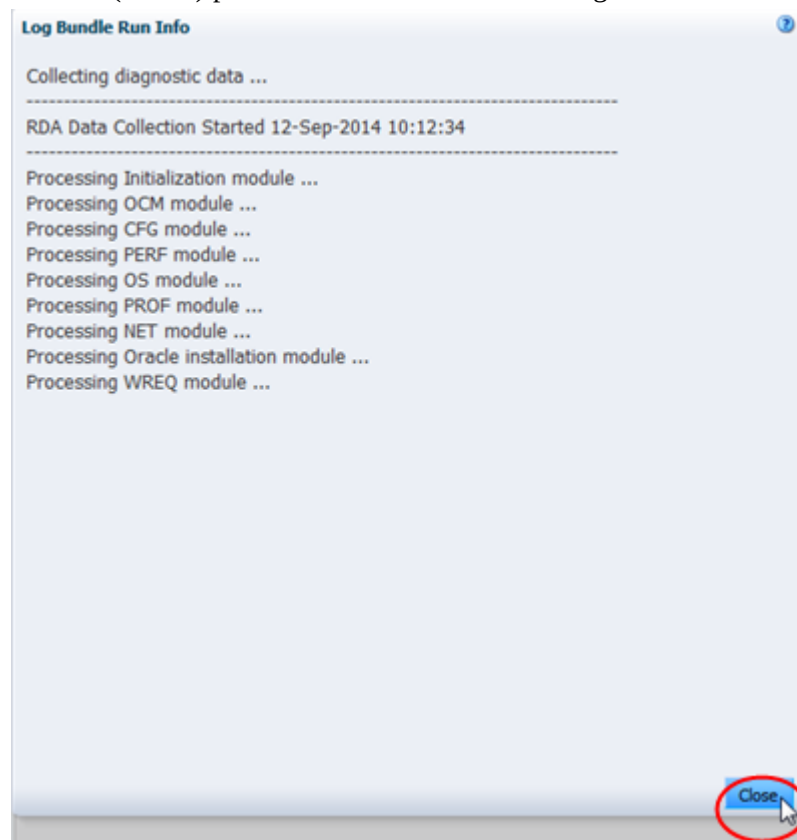 Log Bundle Run Info
Collecting diagnostic data ...
--------------------------------------------------------------------------------
RDA Data Collection Started 12-Sep-2014 10:12:34
--------------------------------------------------------------------------------
Processing Initialization module ...
Processing OCM module ...
Processing CFG module ...
Processing PERF module ...
Processing OS module ...
Processing PROF module ...
Processing NET module ...
Processing Oracle installation module ...
Processing WREQ module ...
Close